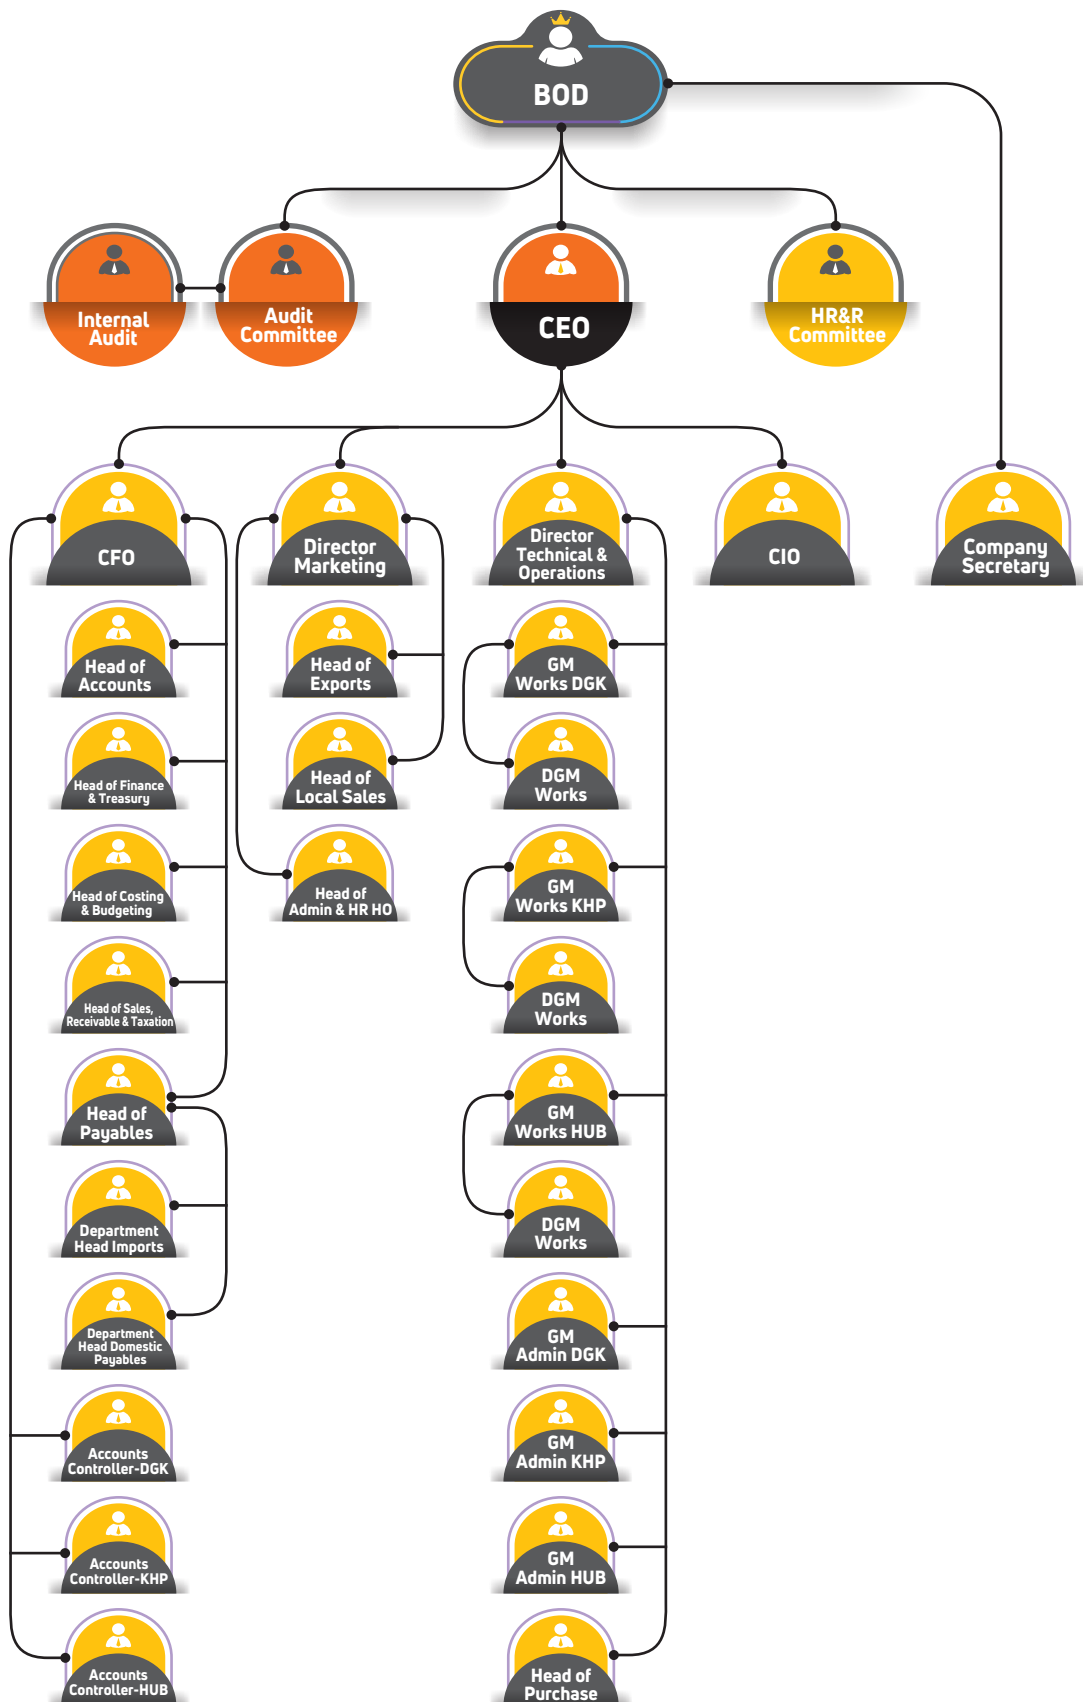 BOD
Internal
Audit
Audit
Committee
CEO
HR&R
Committee
CFO
Director
Marketing
Director
Technical &
Operations
CIO
Company
Secretary
Head of
Accounts
Head of
Exports
GM
Works DGK
Head of Finance
& Treasury
Head of
Local Sales
DGM
Works
Head of Costing
& Budgeting
Head of
Admin & HR HO
GM
Works KHP
Head of Sales,
Receivable & Taxation
DGM
Works
Head of
Payables
GM
Works HUB
Department
Head Imports
DGM
Works
Department
Head Domestic
Payables
GM
Admin DGK
Accounts
Controller-DGK
GM
Admin KHP
Accounts
Controller-KHP
GM
Admin HUB
Accounts
Controller-HUB
Head of
Purchase